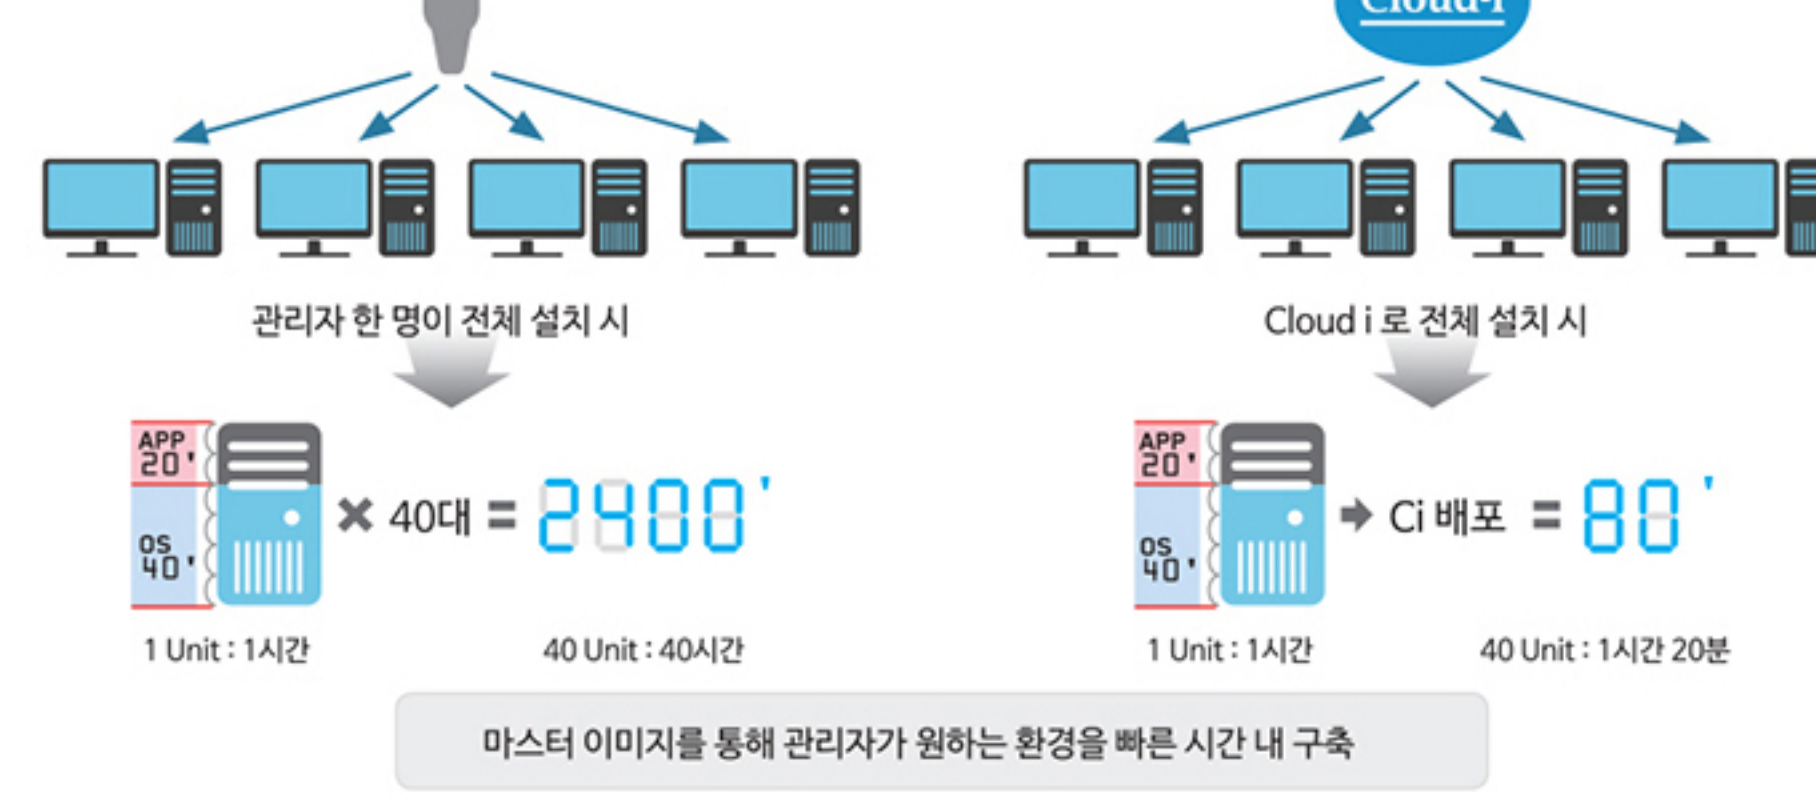 Cloud-i
관리자 한 명이 전체 설치 시
Cloud i 로 전체 설치 시
APP
20'
OS
40'
× 40대 = 2400'
APP
20'
OS
40'
Ci 배포 = 80'
1 Unit : 1시간
40 Unit : 40시간
1 Unit : 1시간
40 Unit : 1시간 20분
마스터 이미지를 통해 관리자가 원하는 환경을 빠른 시간 내 구축